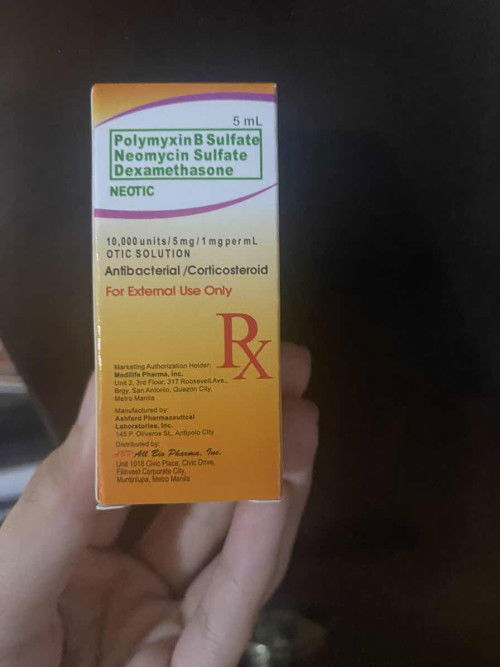 5 mL
Polymyxin B Sulfate
Neomycin Sulfate
Dexamethasone
NEOTIC
10,000 units/5 mg/1 mg per mL
OTIC SOLUTION
Antibacterial /Corticosteroid
For External Use Only
Rx
Marketing Authorization Holder:
Medilife Pharma, Inc.
Unit 2, 3rd Floor, 317 Roosevelt Ave.,
Brgy. San Antonio, Quezon City,
Metro Manila
Manufactured by:
Ashford Pharmaceutical
Laboratories, Inc.
145 P. Oliveros St., Antipolo City
Distributed by:
ABP All Bio Pharma, Inc.
Unit 1018 Civic Place, Civic Drive,
Filinvest Corporate City,
Muntinlupa, Metro Manila